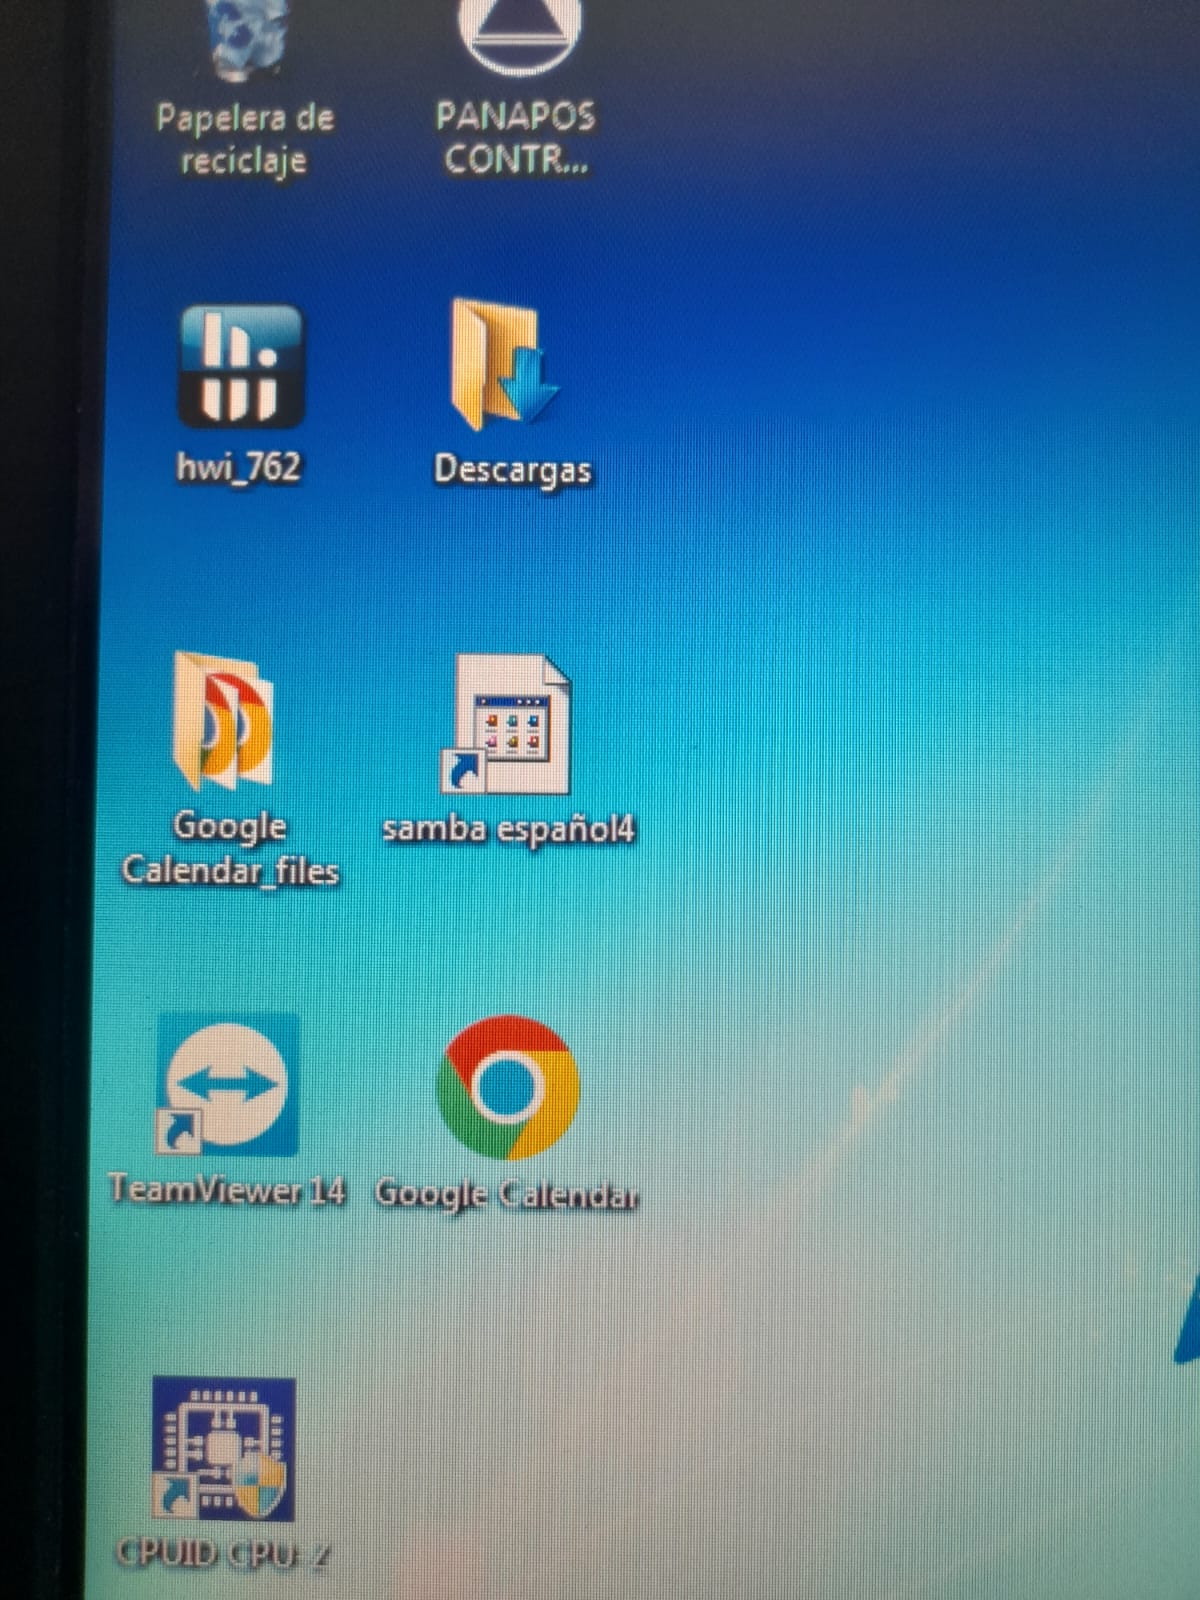 Papelera de
reciclaje
PANAPOS
CONTR...
hwi_762
Descargas
Google
Calendar_files
samba español4
TeamViewer 14
Google Calendar
CPUID CPU-Z